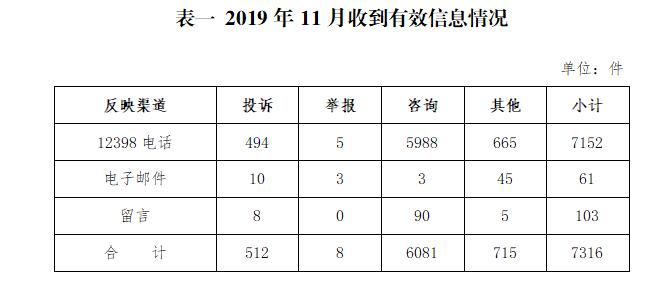 表一 2019 年 11 月收到有效信息情况
单位：件
反映渠道 投诉 举报 咨询 其他 小计
12398 电话 494 5 5988 665 7152
电子邮件 10 3 3 45 61
留言 8 0 90 5 103
合 计 512 8 6081 715 7316